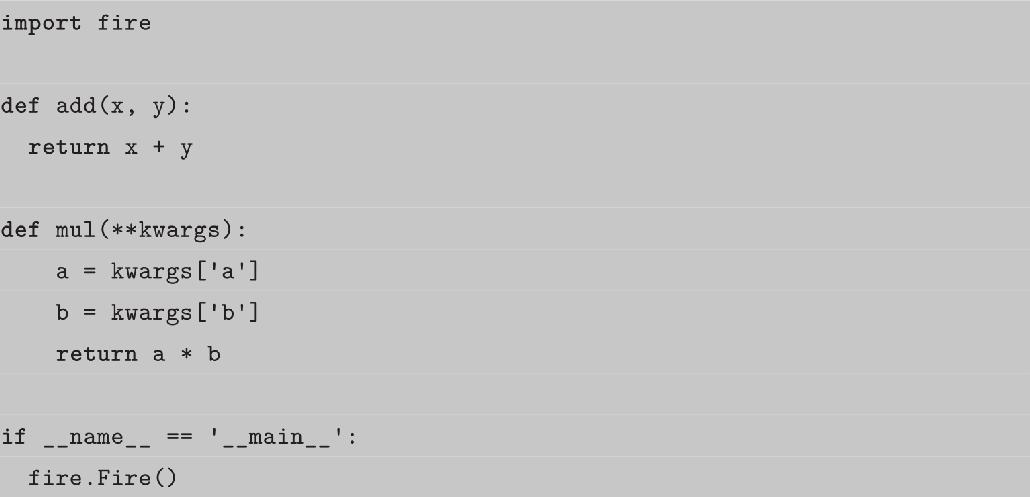 import fire
def add(x, y):
  return x + y
def mul(**kwargs):
    a = kwargs['a']
    b = kwargs['b']
    return a * b
if __name__ == '__main__':
  fire.Fire()